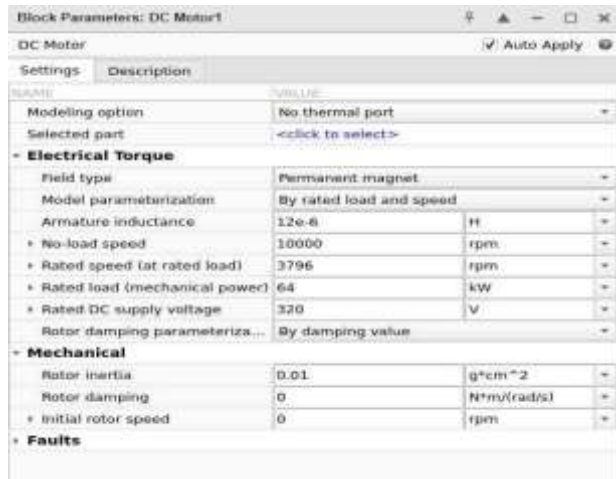 Block Parameters: DC Motor1
DC Motor Auto Apply
Settings Description
NAME VALUE
Modeling option No thermal port
Selected part <click to select>
Electrical Torque
Field type Permanent magnet
Model parameterization By rated load and speed
Armature inductance 12e-6 H
No-load speed 10000 rpm
Rated speed (at rated load) 3796 rpm
Rated load (mechanical power) 64 kW
Rated DC supply voltage 320 V
Rotor damping parameteriza... By damping value
Mechanical
Rotor inertia 0.01 g*cm^2
Rotor damping 0 N*m/(rad/s)
Initial rotor speed 0 rpm
Faults